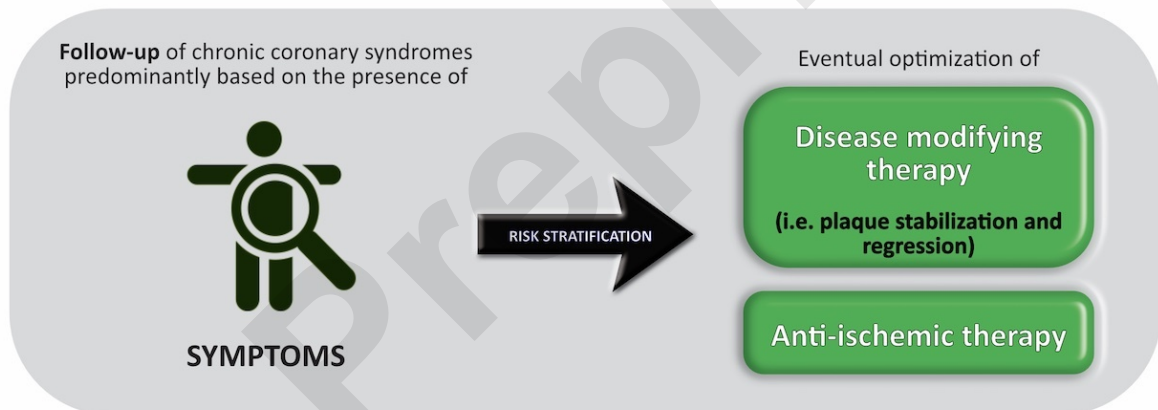 Follow-up of chronic coronary syndromes
predominantly based on the presence of
SYMPTOMS
RISK STRATIFICATION
Eventual optimization of
Disease modifying
therapy
(i.e. plaque stabilization and
regression)
Anti-ischemic therapy